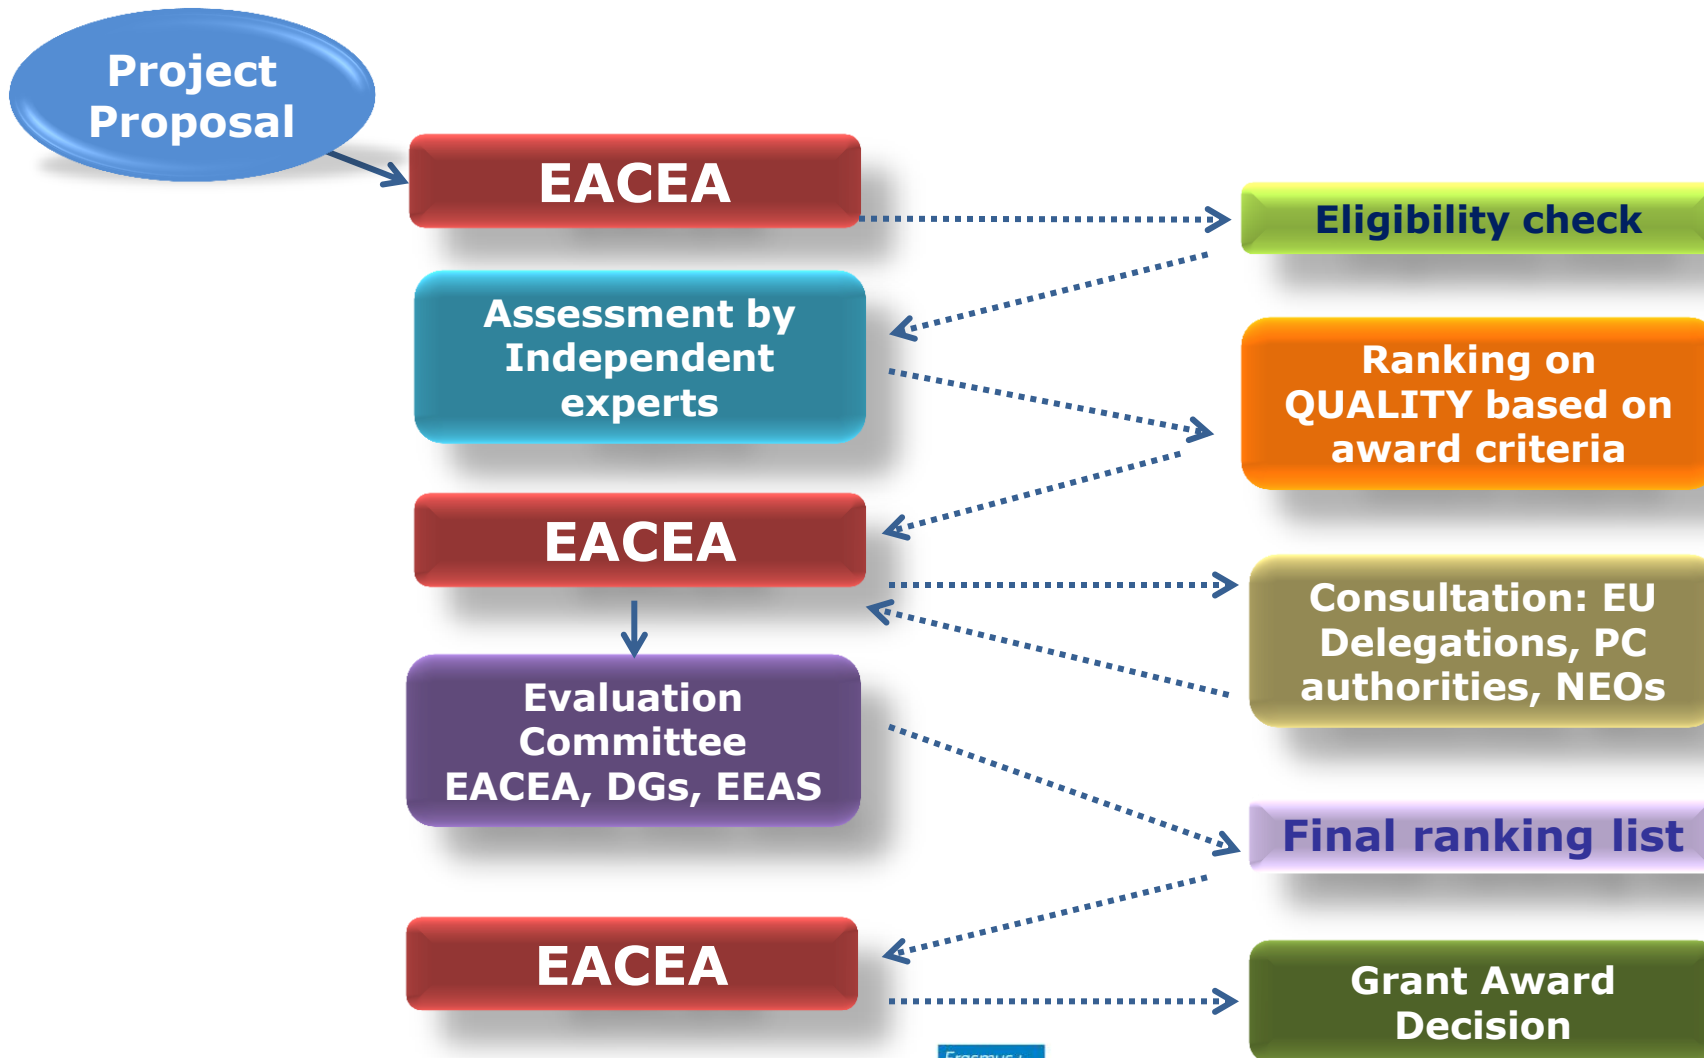 Project
Proposal
EACEA
Eligibility check
Assessment by
Independent
experts
Ranking on
QUALITY based on
award criteria
EACEA
Consultation: EU
Delegations, PC
authorities, NEOs
Evaluation
Committee
EACEA, DGs, EEAS
Final ranking list
EACEA
Grant Award
Decision
Erasmus+